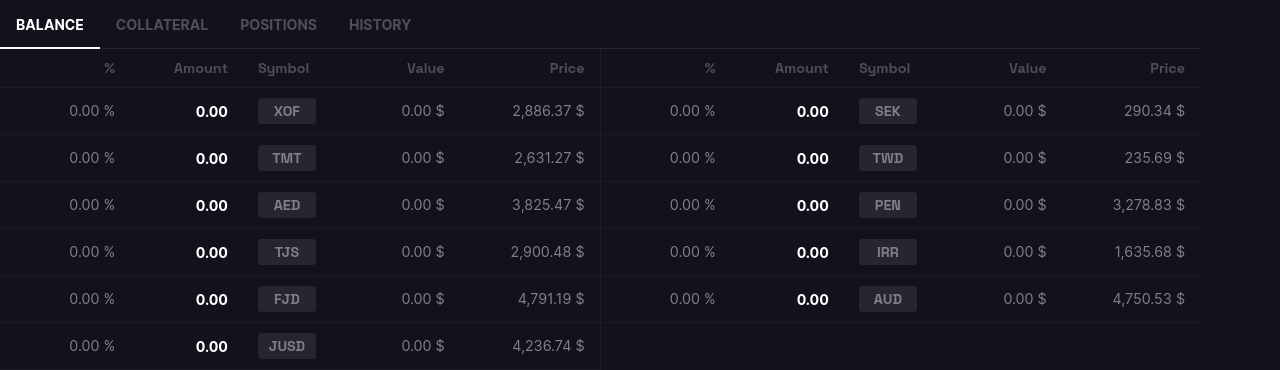 BALANCE COLLATERAL POSITIONS HISTORY
% Amount Symbol Value Price % Amount Symbol Value Price
0.00 % 0.00 XOF 0.00 $ 2,886.37 $ 0.00 % 0.00 SEK 0.00 $ 290.34 $
0.00 % 0.00 TMT 0.00 $ 2,631.27 $ 0.00 % 0.00 TWD 0.00 $ 235.69 $
0.00 % 0.00 AED 0.00 $ 3,825.47 $ 0.00 % 0.00 PEN 0.00 $ 3,278.83 $
0.00 % 0.00 TJS 0.00 $ 2,900.48 $ 0.00 % 0.00 IRR 0.00 $ 1,635.68 $
0.00 % 0.00 FJD 0.00 $ 4,791.19 $ 0.00 % 0.00 AUD 0.00 $ 4,750.53 $
0.00 % 0.00 JUSD 0.00 $ 4,236.74 $